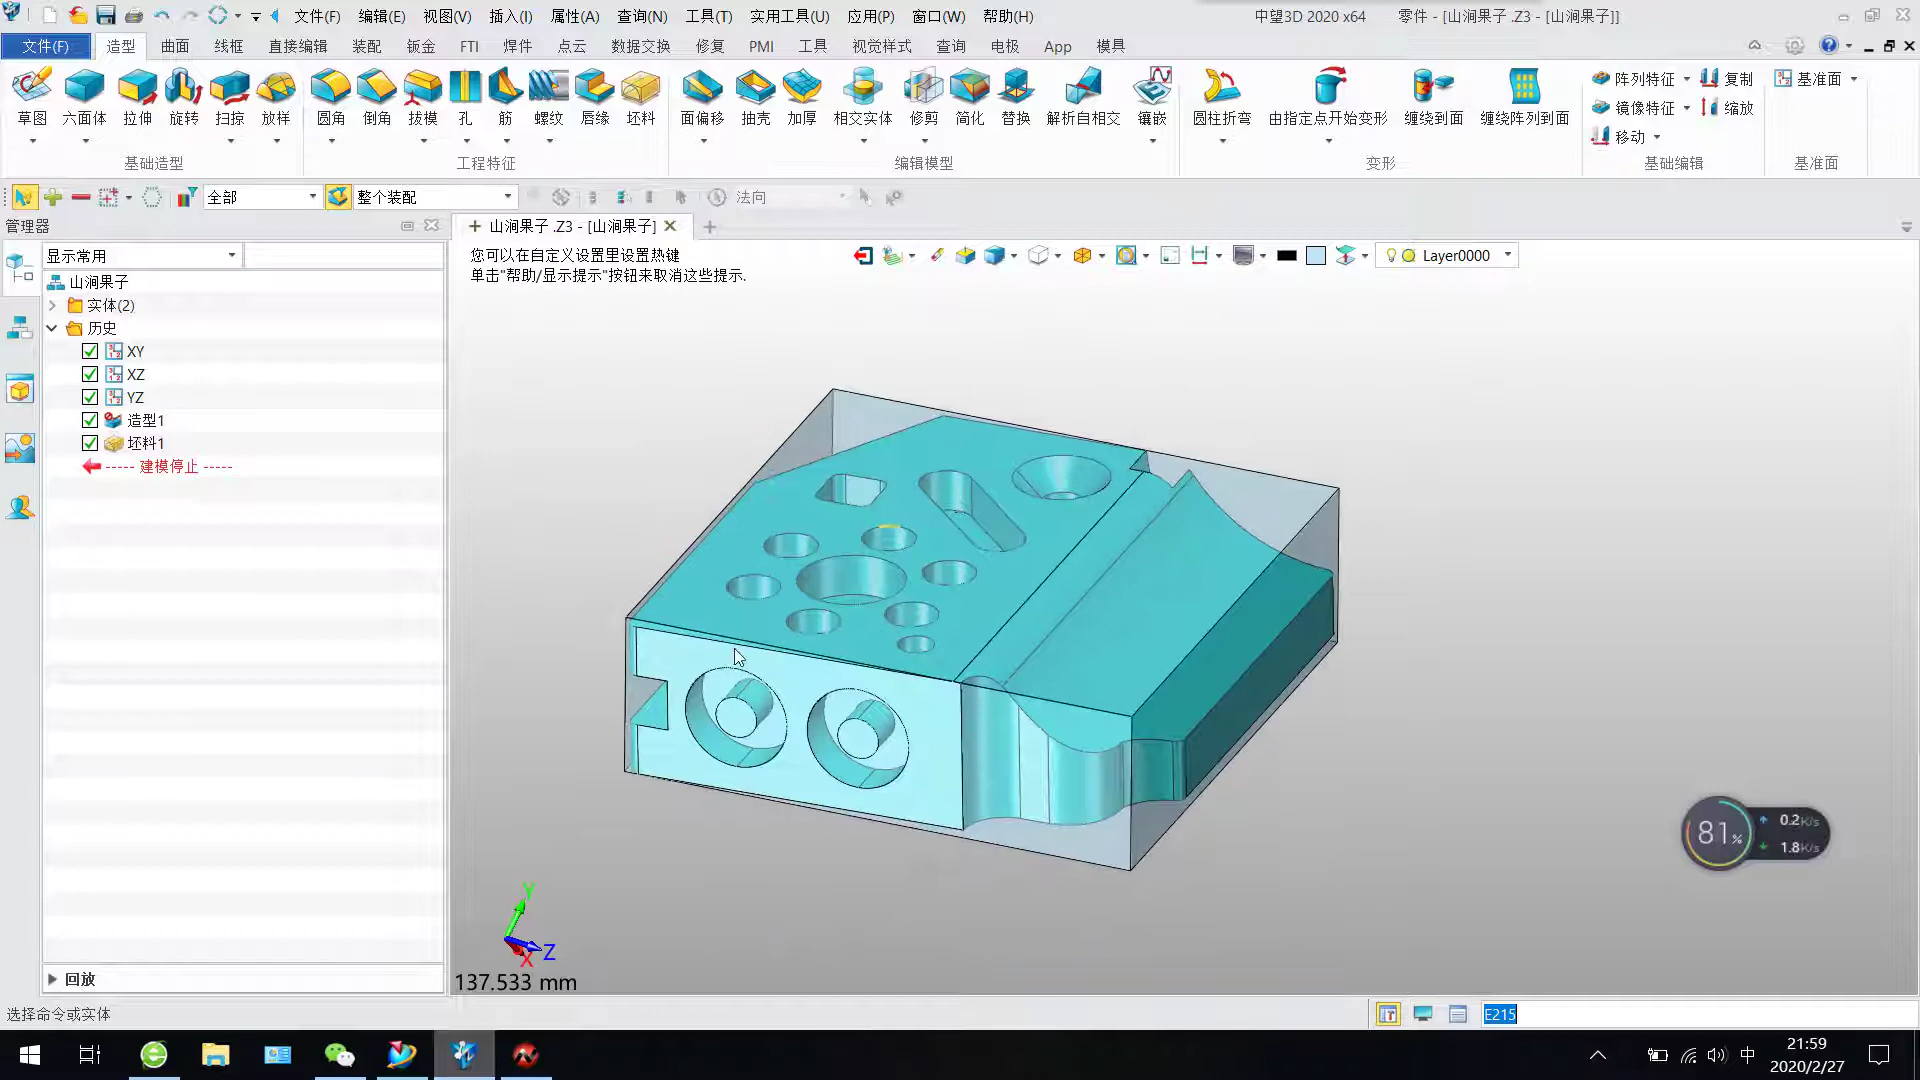 文件(F) 编辑(E) 视图(V) 插入(I) 属性(A) 查询(N) 工具(T) 实用工具(U) 应用(P) 窗口(W) 帮助(H) 中望3D 2020 x64 零件 - [山涧果子 .Z3 - [山涧果子]]
文件(F) 造型 曲面 线框 直接编辑 装配 钣金 FTI 焊件 点云 数据交换 修复 PMI 工具 视觉样式 查询 电极 App 模具
草图 六面体 拉伸 旋转 扫掠 放样 圆角 倒角 拔模 孔 筋 螺纹 唇缘 坯料 面偏移 抽壳 加厚 相交实体 修剪 简化 替换 解析自相交 镶嵌 圆柱折弯 由指定点开始变形 缠绕到面 缠绕阵列到面
阵列特征 复制 基准面
镜像特征 缩放
移动
基础造型 工程特征 编辑模型 变形 基础编辑 基准面
全部 整个装配 法向
管理器
山涧果子 .Z3 - [山涧果子]
显示常用
您可以在自定义设置里设置热键
单击"帮助/显示提示"按钮来取消这些提示.
Layer0000
山涧果子
实体(2)
历史
XY
XZ
YZ
造型1
坯料1
----- 建模停止 -----
81%
0.2K/s
1.8K/s
Y
Z
X
137.533 mm
回放
选择命令或实体
E215
中
21:59
2020/2/27